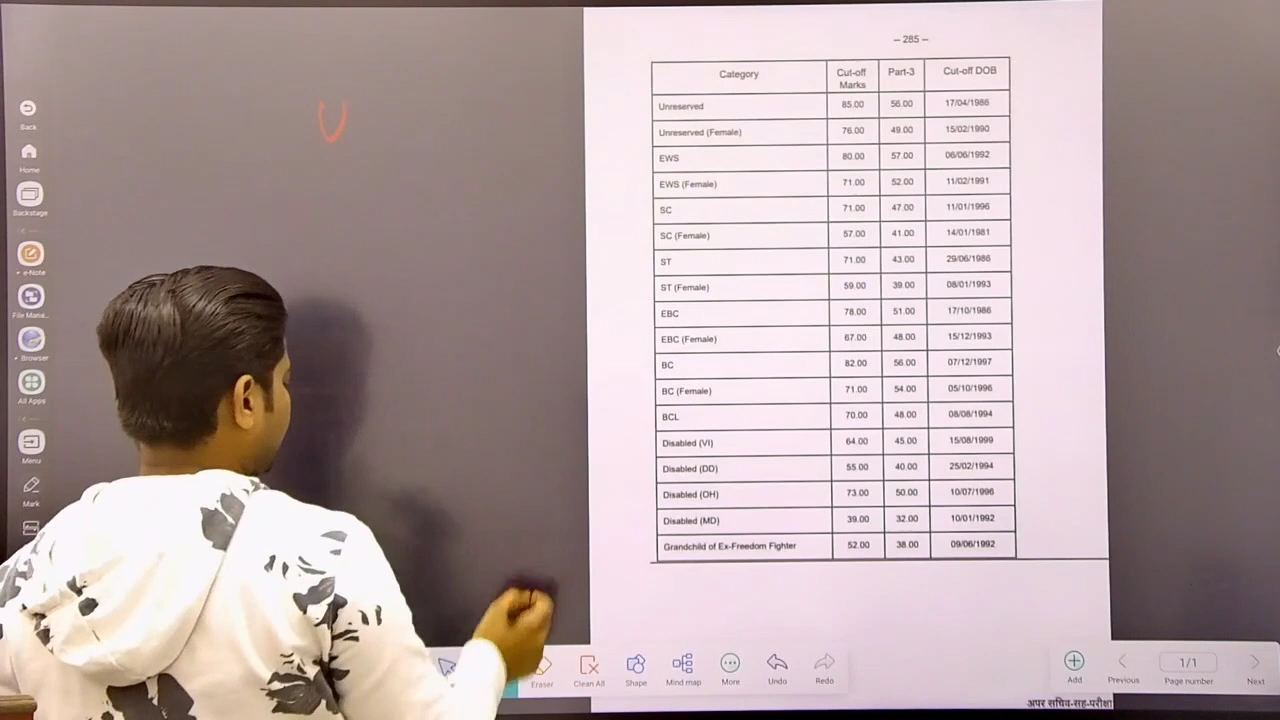 Back
Home
Backstage
e-Note
File Mana...
Browser
All Apps
Menu
Mark
U
– 285 –
Category Cut-off Marks Part-3 Cut-off DOB
Unreserved 85.00 56.00 17/04/1986
Unreserved (Female) 76.00 49.00 15/02/1990
EWS 80.00 57.00 06/06/1992
EWS (Female) 71.00 52.00 11/02/1991
SC 71.00 47.00 11/01/1996
SC (Female) 57.00 41.00 14/01/1981
ST 71.00 43.00 29/06/1986
ST (Female) 59.00 39.00 08/01/1993
EBC 78.00 51.00 17/10/1986
EBC (Female) 67.00 48.00 15/12/1993
BC 82.00 56.00 07/12/1997
BC (Female) 71.00 54.00 05/10/1996
BCL 70.00 48.00 08/08/1994
Disabled (VI) 64.00 45.00 15/08/1999
Disabled (DD) 55.00 40.00 25/02/1994
Disabled (OH) 73.00 50.00 10/07/1996
Disabled (MD) 39.00 32.00 10/01/1992
Grandchild of Ex-Freedom Fighter 52.00 38.00 09/06/1992
Eraser Clean All Shape Mind map More Undo Redo Add Previous 1/1 Page number Next
अपर सचिव-सह-परीक्षा